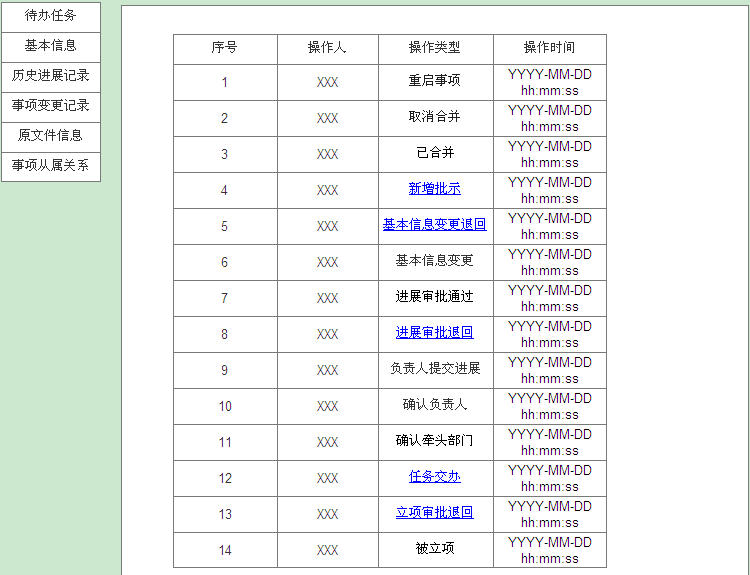 待办任务
基本信息
历史进展记录
事项变更记录
原文件信息
事项从属关系
序号 操作人 操作类型 操作时间
1 XXX 重启事项 YYYY-MM-DD hh:mm:ss
2 XXX 取消合并 YYYY-MM-DD hh:mm:ss
3 XXX 已合并 YYYY-MM-DD hh:mm:ss
4 XXX 新增批示 YYYY-MM-DD hh:mm:ss
5 XXX 基本信息变更退回 YYYY-MM-DD hh:mm:ss
6 XXX 基本信息变更 YYYY-MM-DD hh:mm:ss
7 XXX 进展审批通过 YYYY-MM-DD hh:mm:ss
8 XXX 进展审批退回 YYYY-MM-DD hh:mm:ss
9 XXX 负责人提交进展 YYYY-MM-DD hh:mm:ss
10 XXX 确认负责人 YYYY-MM-DD hh:mm:ss
11 XXX 确认牵头部门 YYYY-MM-DD hh:mm:ss
12 XXX 任务交办 YYYY-MM-DD hh:mm:ss
13 XXX 立项审批退回 YYYY-MM-DD hh:mm:ss
14 XXX 被立项 YYYY-MM-DD hh:mm:ss